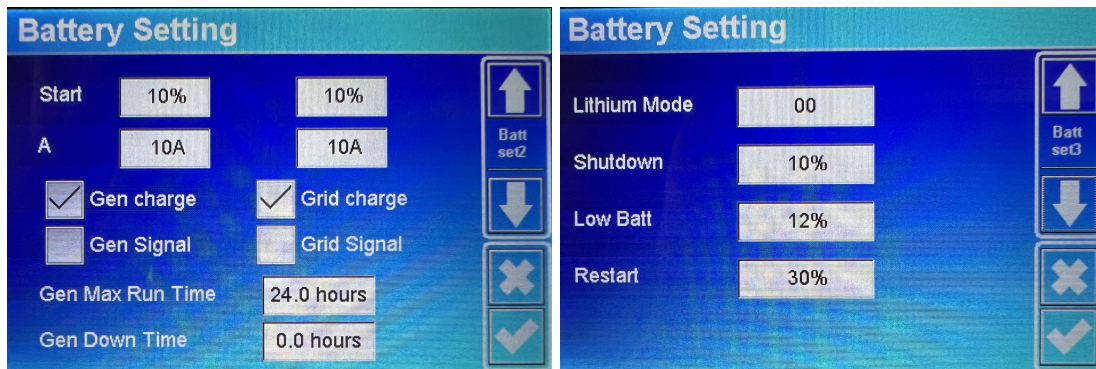 Battery Setting
Start 10% 10%
A 10A 10A
Gen charge Grid charge
Gen Signal Grid Signal
Gen Max Run Time 24.0 hours
Gen Down Time 0.0 hours
Batt
set2
Battery Setting
Lithium Mode 00
Shutdown 10%
Low Batt 12%
Restart 30%
Batt
set3